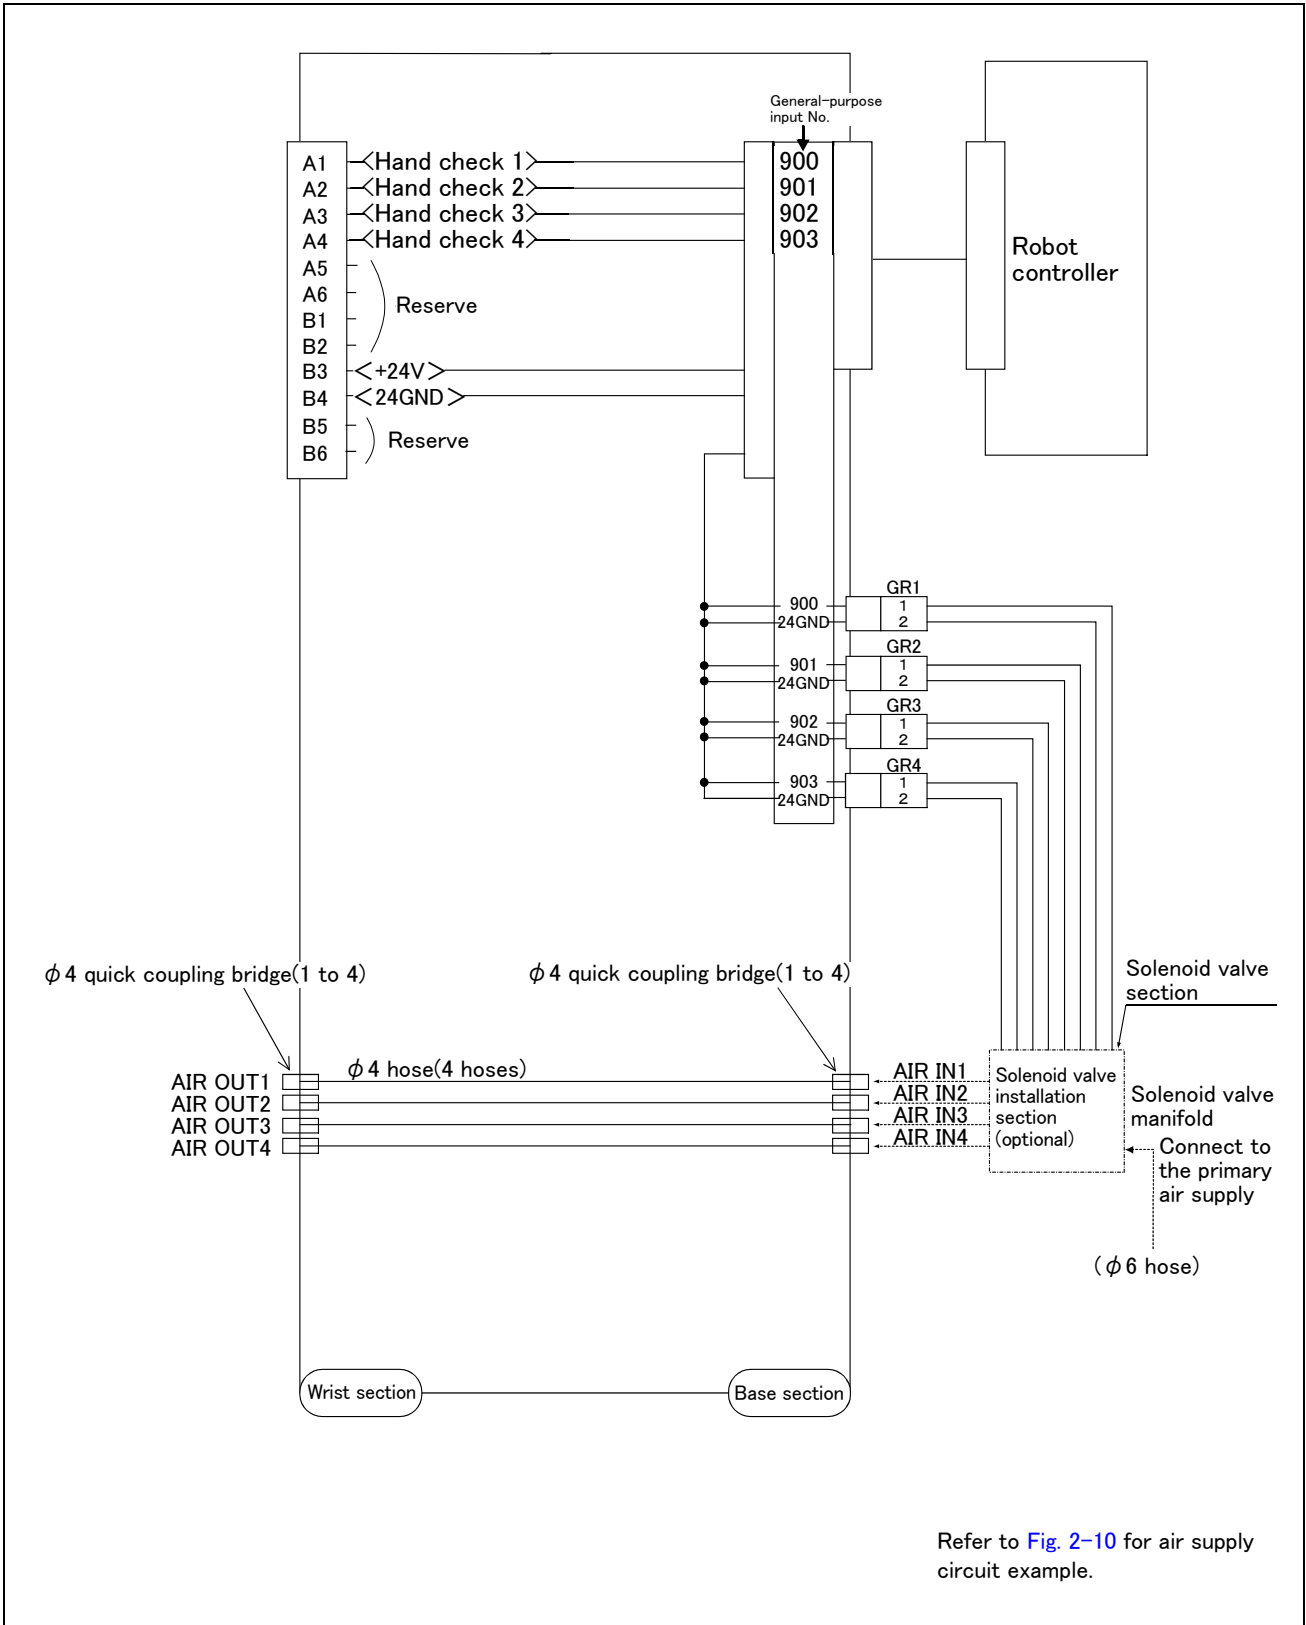 General-purpose
input No.
A1 <Hand check 1> 900
A2 <Hand check 2> 901
A3 <Hand check 3> 902
A4 <Hand check 4> 903
A5
A6
B1
B2
Reserve
B3 <+24V>
B4 <24GND>
B5
B6
Reserve
Robot
controller
GR1
900 1
24GND 2
GR2
901 1
24GND 2
GR3
902 1
24GND 2
GR4
903 1
24GND 2
φ4 quick coupling bridge(1 to 4)
φ4 quick coupling bridge(1 to 4)
Solenoid valve
section
φ4 hose(4 hoses)
AIR OUT1
AIR OUT2
AIR OUT3
AIR OUT4
AIR IN1
AIR IN2
AIR IN3
AIR IN4
Solenoid valve
installation
section
(optional)
Solenoid valve
manifold
Connect to
the primary
air supply
(φ6 hose)
Wrist section
Base section
Refer to Fig. 2-10 for air supply
circuit example.